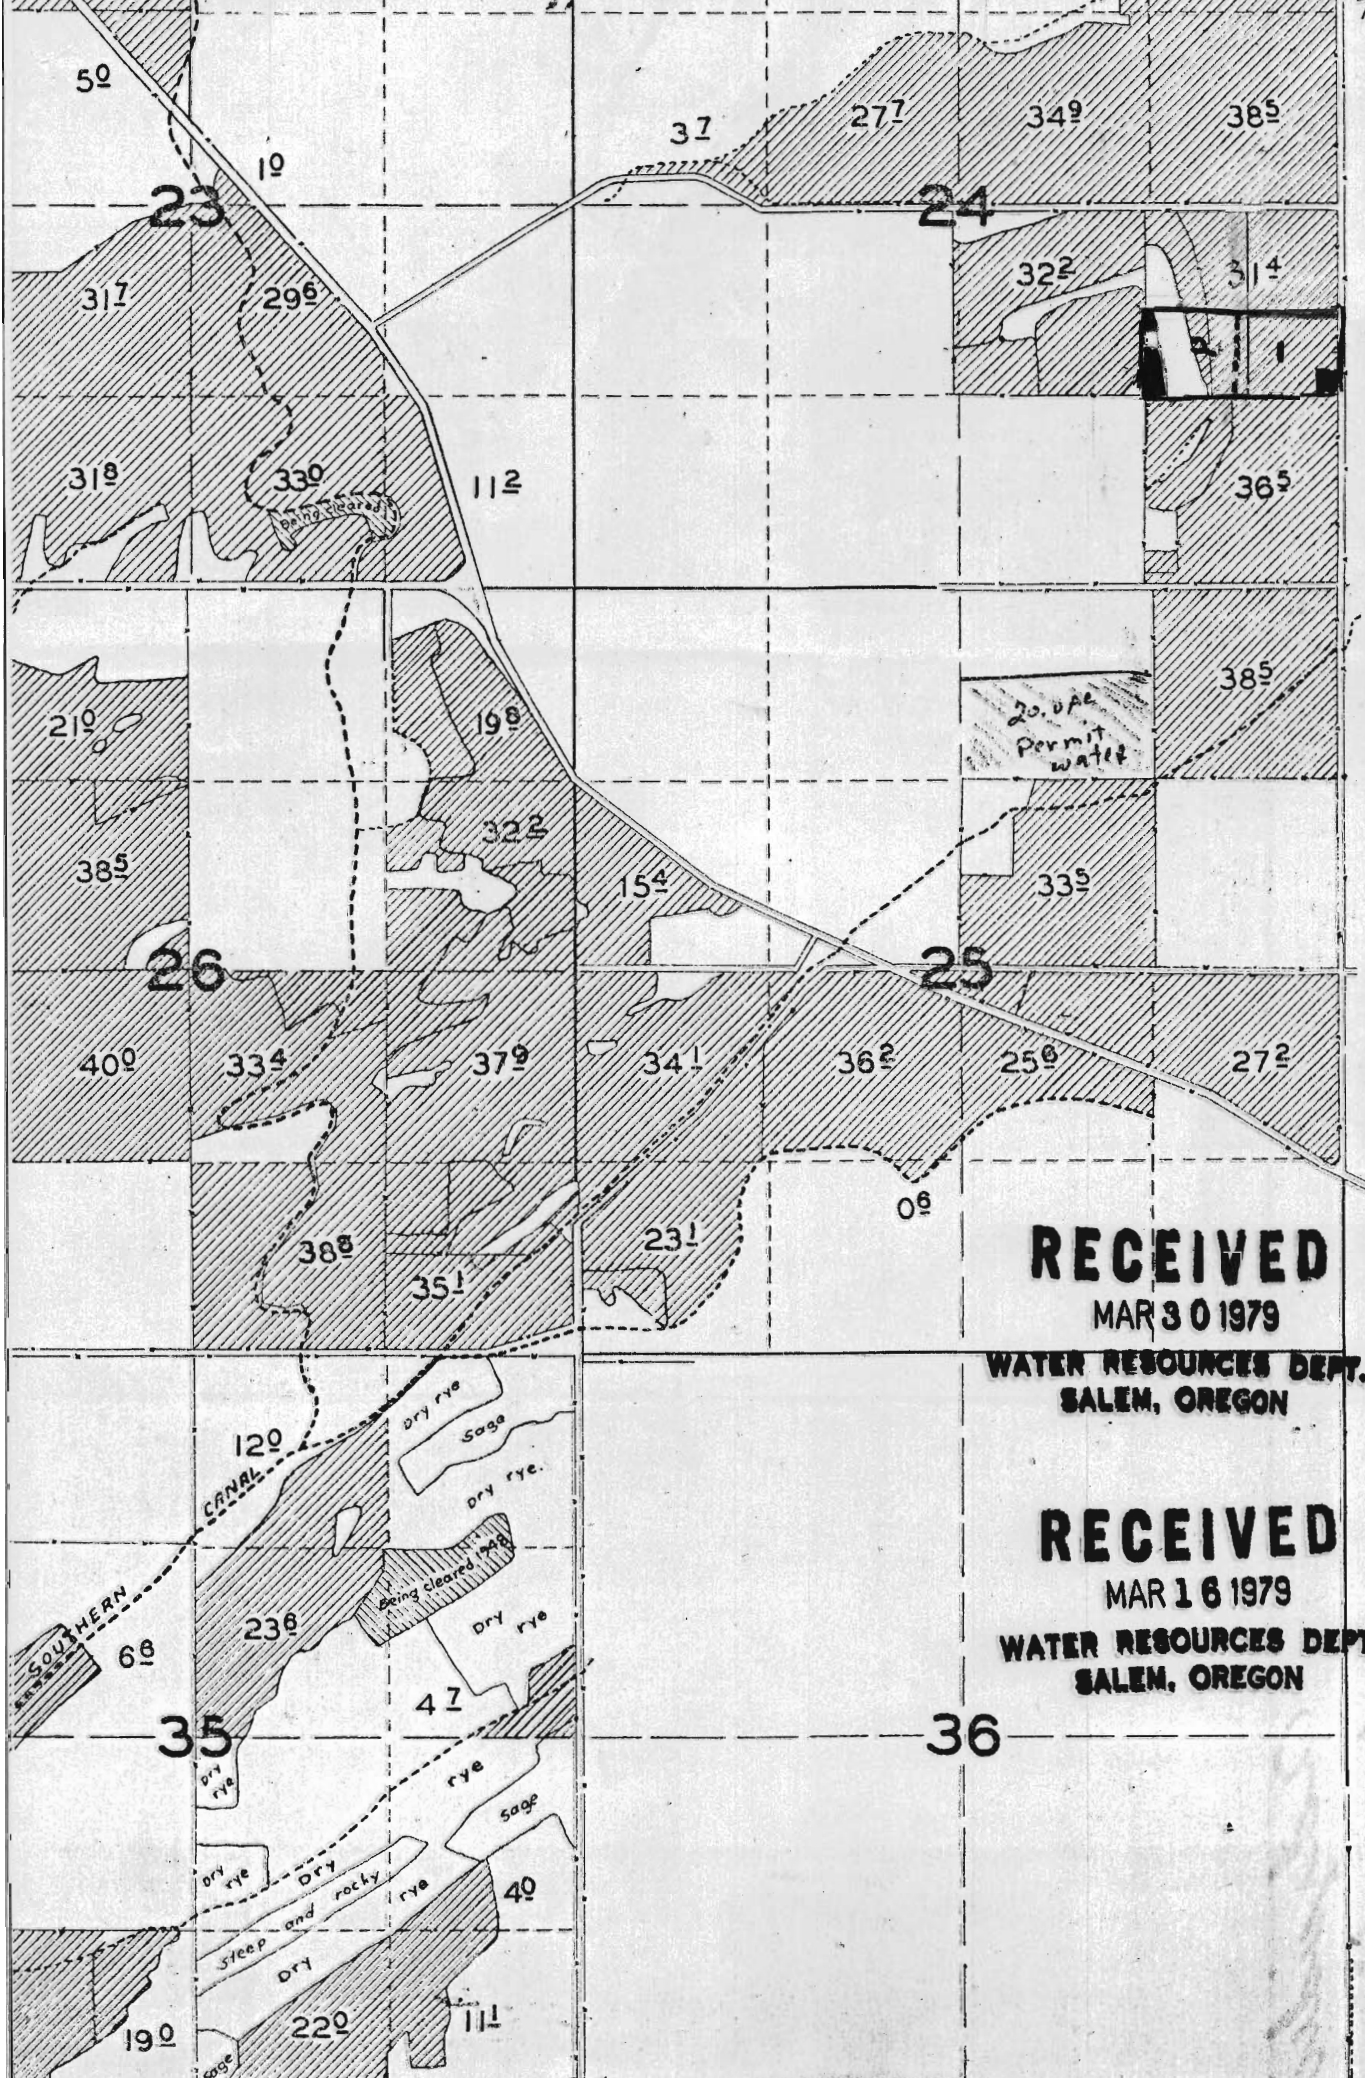 5<u>0</u>
1<u>0</u>
3<u>7</u>
27<u>7</u>
34<u>9</u>
38<u>5</u>
23
24
31<u>7</u>
29<u>6</u>
32<u>2</u>
31<u>4</u>
2
1
31<u>8</u>
33<u>0</u>
11<u>2</u>
36<u>5</u>
Being cleared
21<u>0</u>
19<u>8</u>
38<u>5</u>
20.0 Ac
Permit
water
38<u>5</u>
32<u>2</u>
15<u>4</u>
33<u>5</u>
26
25
40<u>0</u>
33<u>4</u>
37<u>9</u>
34<u>1</u>
36<u>2</u>
27<u>2</u>
0<u>6</u>
38<u>8</u>
35<u>1</u>
23<u>1</u>
RECEIVED
MAR 30 1979
WATER RESOURCES DEPT.
SALEM, OREGON
Dry rye
Sage
Dry rye.
12<u>0</u>
SOUTHERN CANAL
RECEIVED
MAR 16 1979
WATER RESOURCES DEPT
SALEM, OREGON
Being cleared 1948
Dry rye
23<u>6</u>
6<u>8</u>
4<u>7</u>
35
36
Dry
rye
rye
Sage
Dry
rye
Dry
rye
steep and rocky
Dry
4<u>0</u>
19<u>0</u>
22<u>0</u>
11<u>1</u>
Sage